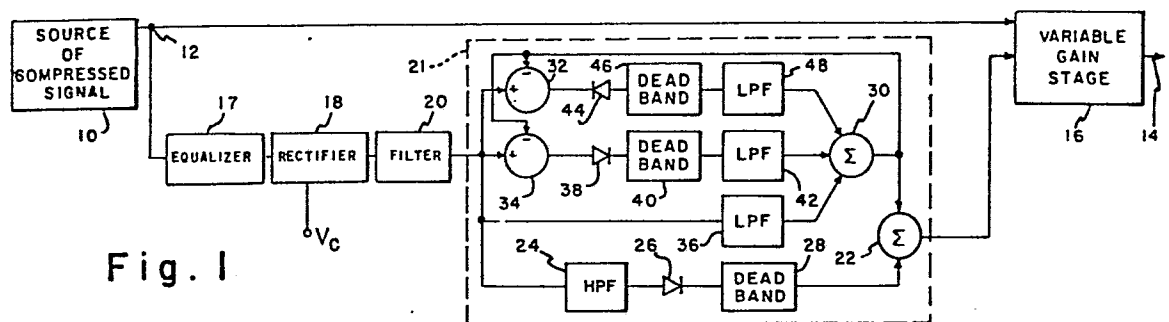 SOURCE OF
SOMPRESSED
SIGNAL
10
12
17
EQUALIZER
18
RECTIFIER
20
FILTER
VC
21
32
44
46
DEAD
BAND
48
LPF
34
38
DEAD
BAND
40
LPF
42
30
Σ
LPF
36
24
HPF
26
28
DEAD
BAND
22
Σ
VARIABLE
GAIN
STAGE
16
14
Fig. 1